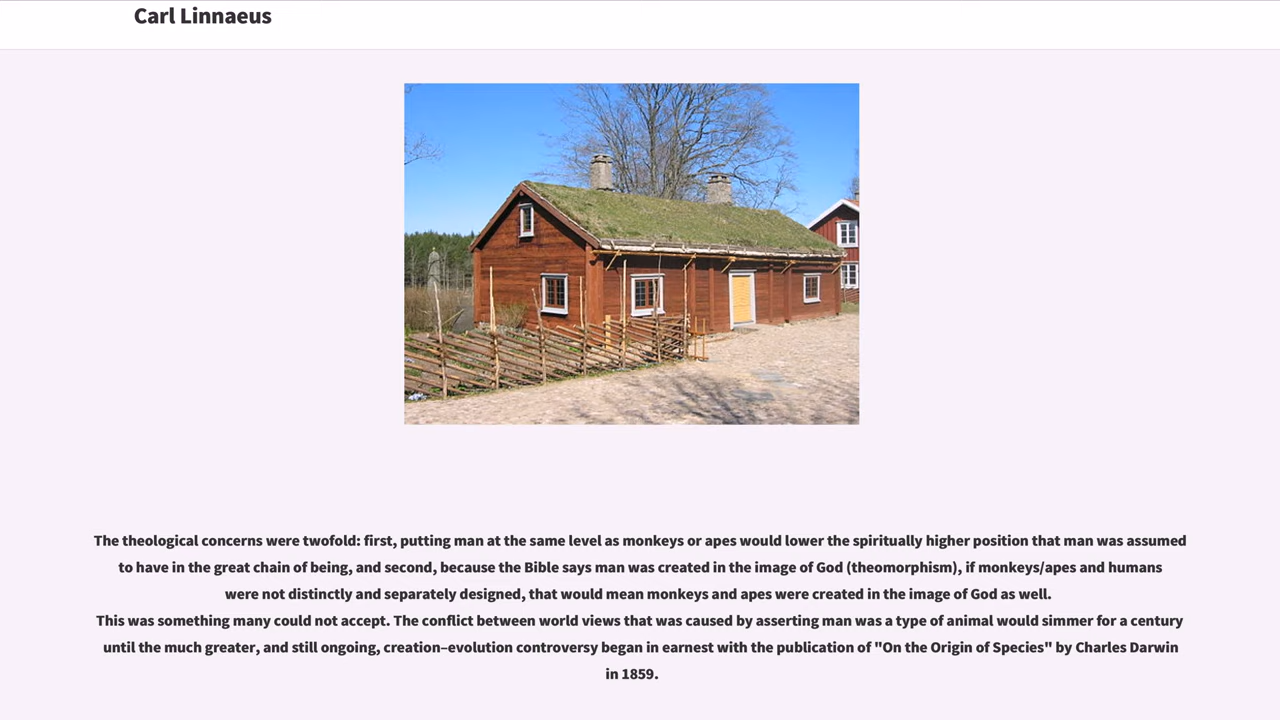 Carl Linnaeus
The theological concerns were twofold: first, putting man at the same level as monkeys or apes would lower the spiritually higher position that man was assumed
to have in the great chain of being, and second, because the Bible says man was created in the image of God (theomorphism), if monkeys/apes and humans
were not distinctly and separately designed, that would mean monkeys and apes were created in the image of God as well.
This was something many could not accept. The conflict between world views that was caused by asserting man was a type of animal would simmer for a century
until the much greater, and still ongoing, creation–evolution controversy began in earnest with the publication of "On the Origin of Species" by Charles Darwin
in 1859.